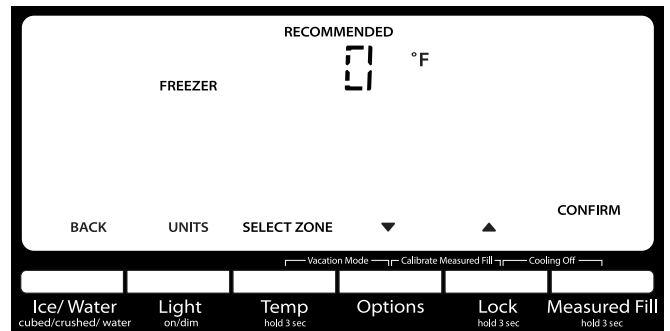 RECOMMENDED
0 °F
FREEZER
BACK UNITS SELECT ZONE ▼ ▲ CONFIRM
Vacation Mode Calibrate Measured Fill Cooling Off
Ice/ Water Light Temp Options Lock Measured Fill
cubed/crushed/ water on/dim hold 3 sec hold 3 sec hold 3 sec